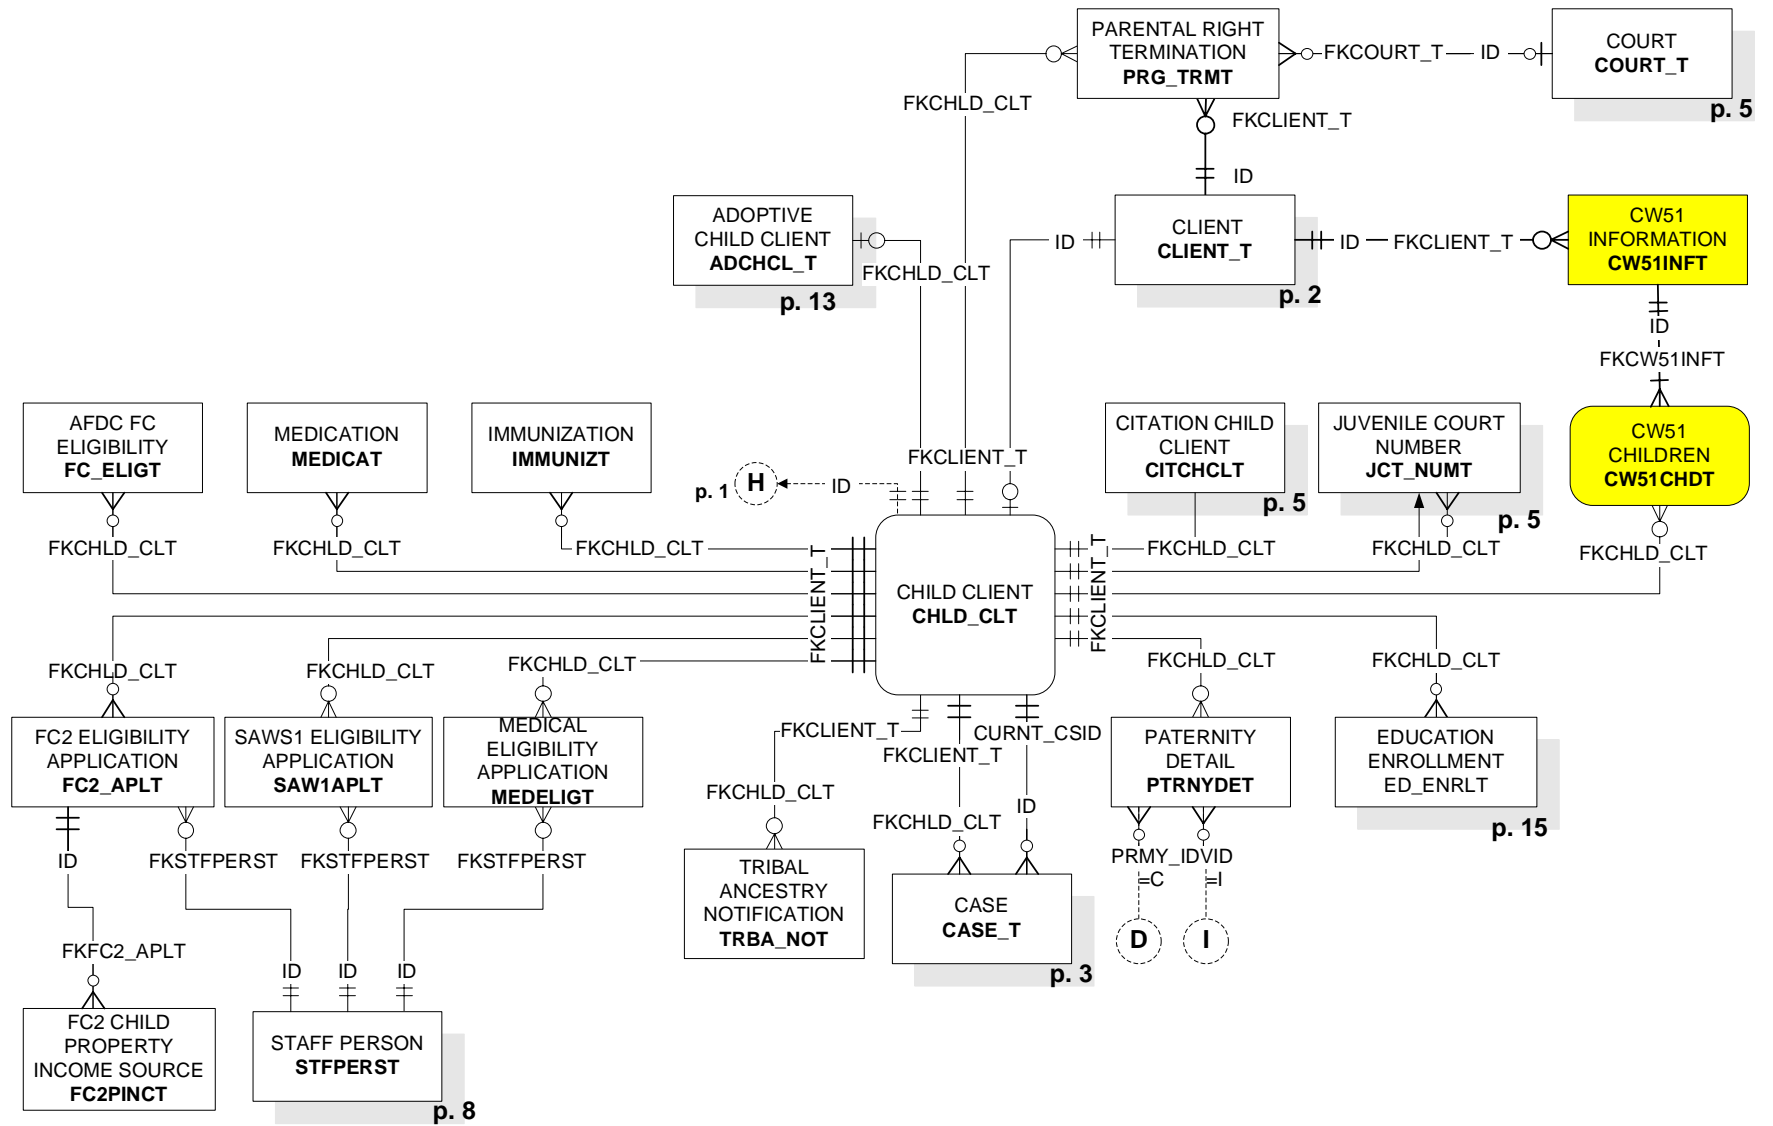 PARENTAL RIGHT
TERMINATION
PRG_TRMT
FKCOURT_T
ID
COURT
COURT_T
p. 5
FKCHLD_CLT
FKCLIENT_T
ID
ADOPTIVE
CHILD CLIENT
ADCHCL_T
p. 13
FKCHLD_CLT
ID
CLIENT
CLIENT_T
p. 2
ID
FKCLIENT_T
CW51
INFORMATION
CW51INFT
ID
FKCW51INFT
CW51
CHILDREN
CW51CHDT
FKCHLD_CLT
AFDC FC
ELIGIBILITY
FC_ELIGT
FKCHLD_CLT
MEDICATION
MEDICAT
FKCHLD_CLT
IMMUNIZATION
IMMUNIZT
FKCHLD_CLT
p. 1
H
ID
FKCLIENT_T
CITATION CHILD
CLIENT
CITCHCLT
p. 5
FKCHLD_CLT
JUVENILE COURT
NUMBER
JCT_NUMT
p. 5
FKCHLD_CLT
FKCLIENT_T
CHILD CLIENT
CHLD_CLT
FKCLIENT_T
FKCHLD_CLT
FC2 ELIGIBILITY
APPLICATION
FC2_APLT
FKCHLD_CLT
SAWS1 ELIGIBILITY
APPLICATION
SAW1APLT
FKCHLD_CLT
MEDICAL
ELIGIBILITY
APPLICATION
MEDELIGT
FKCLIENT_T
FKCHLD_CLT
TRIBAL
ANCESTRY
NOTIFICATION
TRBA_NOT
FKCLIENT_T
FKCHLD_CLT
CURNT_CSID
ID
CASE
CASE_T
p. 3
FKCHLD_CLT
PATERNITY
DETAIL
PTRNYDET
PRMY_IDVID
=C
=I
D
I
FKCHLD_CLT
EDUCATION
ENROLLMENT
ED_ENRLT
p. 15
ID
FKSTFPERST
FKSTFPERST
FKSTFPERST
FKFC2_APLT
ID
ID
ID
FC2 CHILD
PROPERTY
INCOME SOURCE
FC2PINCT
STAFF PERSON
STFPERST
p. 8